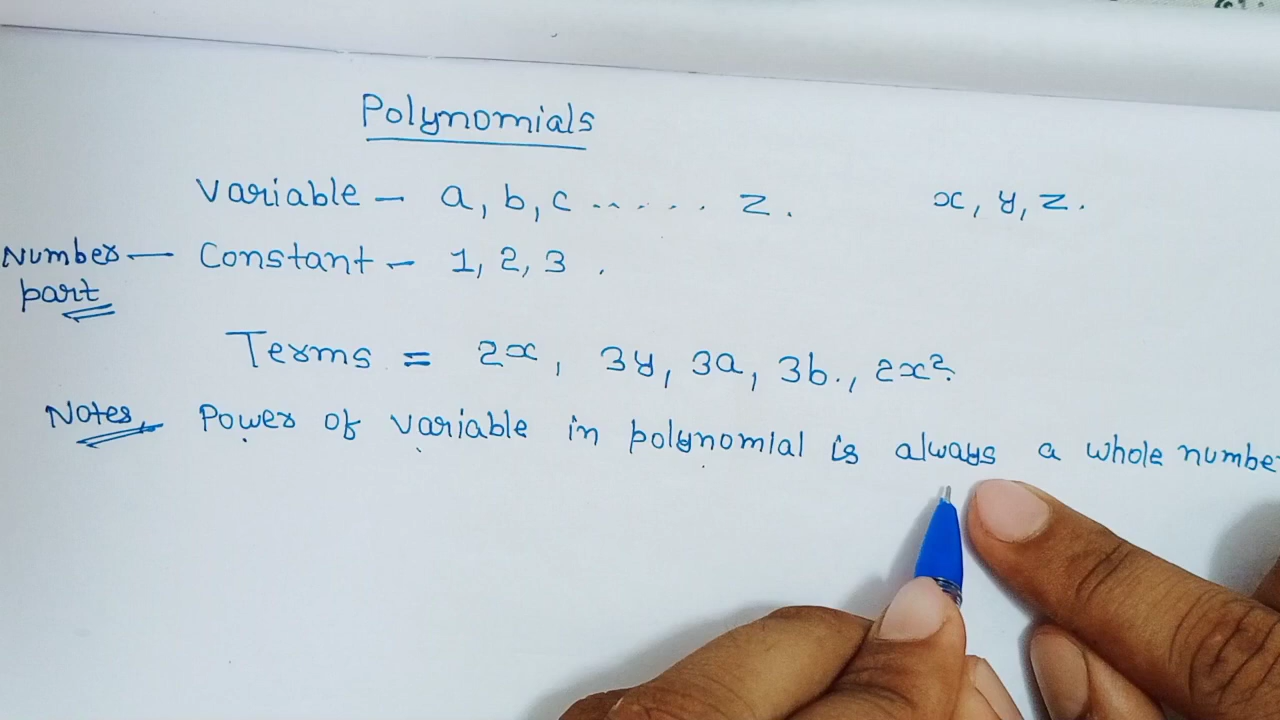 Polynomials
Variable - a, b, c ...... z. x, y, z.
Number part — Constant - 1, 2, 3 .
Terms = 2x, 3y, 3a, 3b., 2x².
Notes, Power of variable in polynomial is always a whole numbe